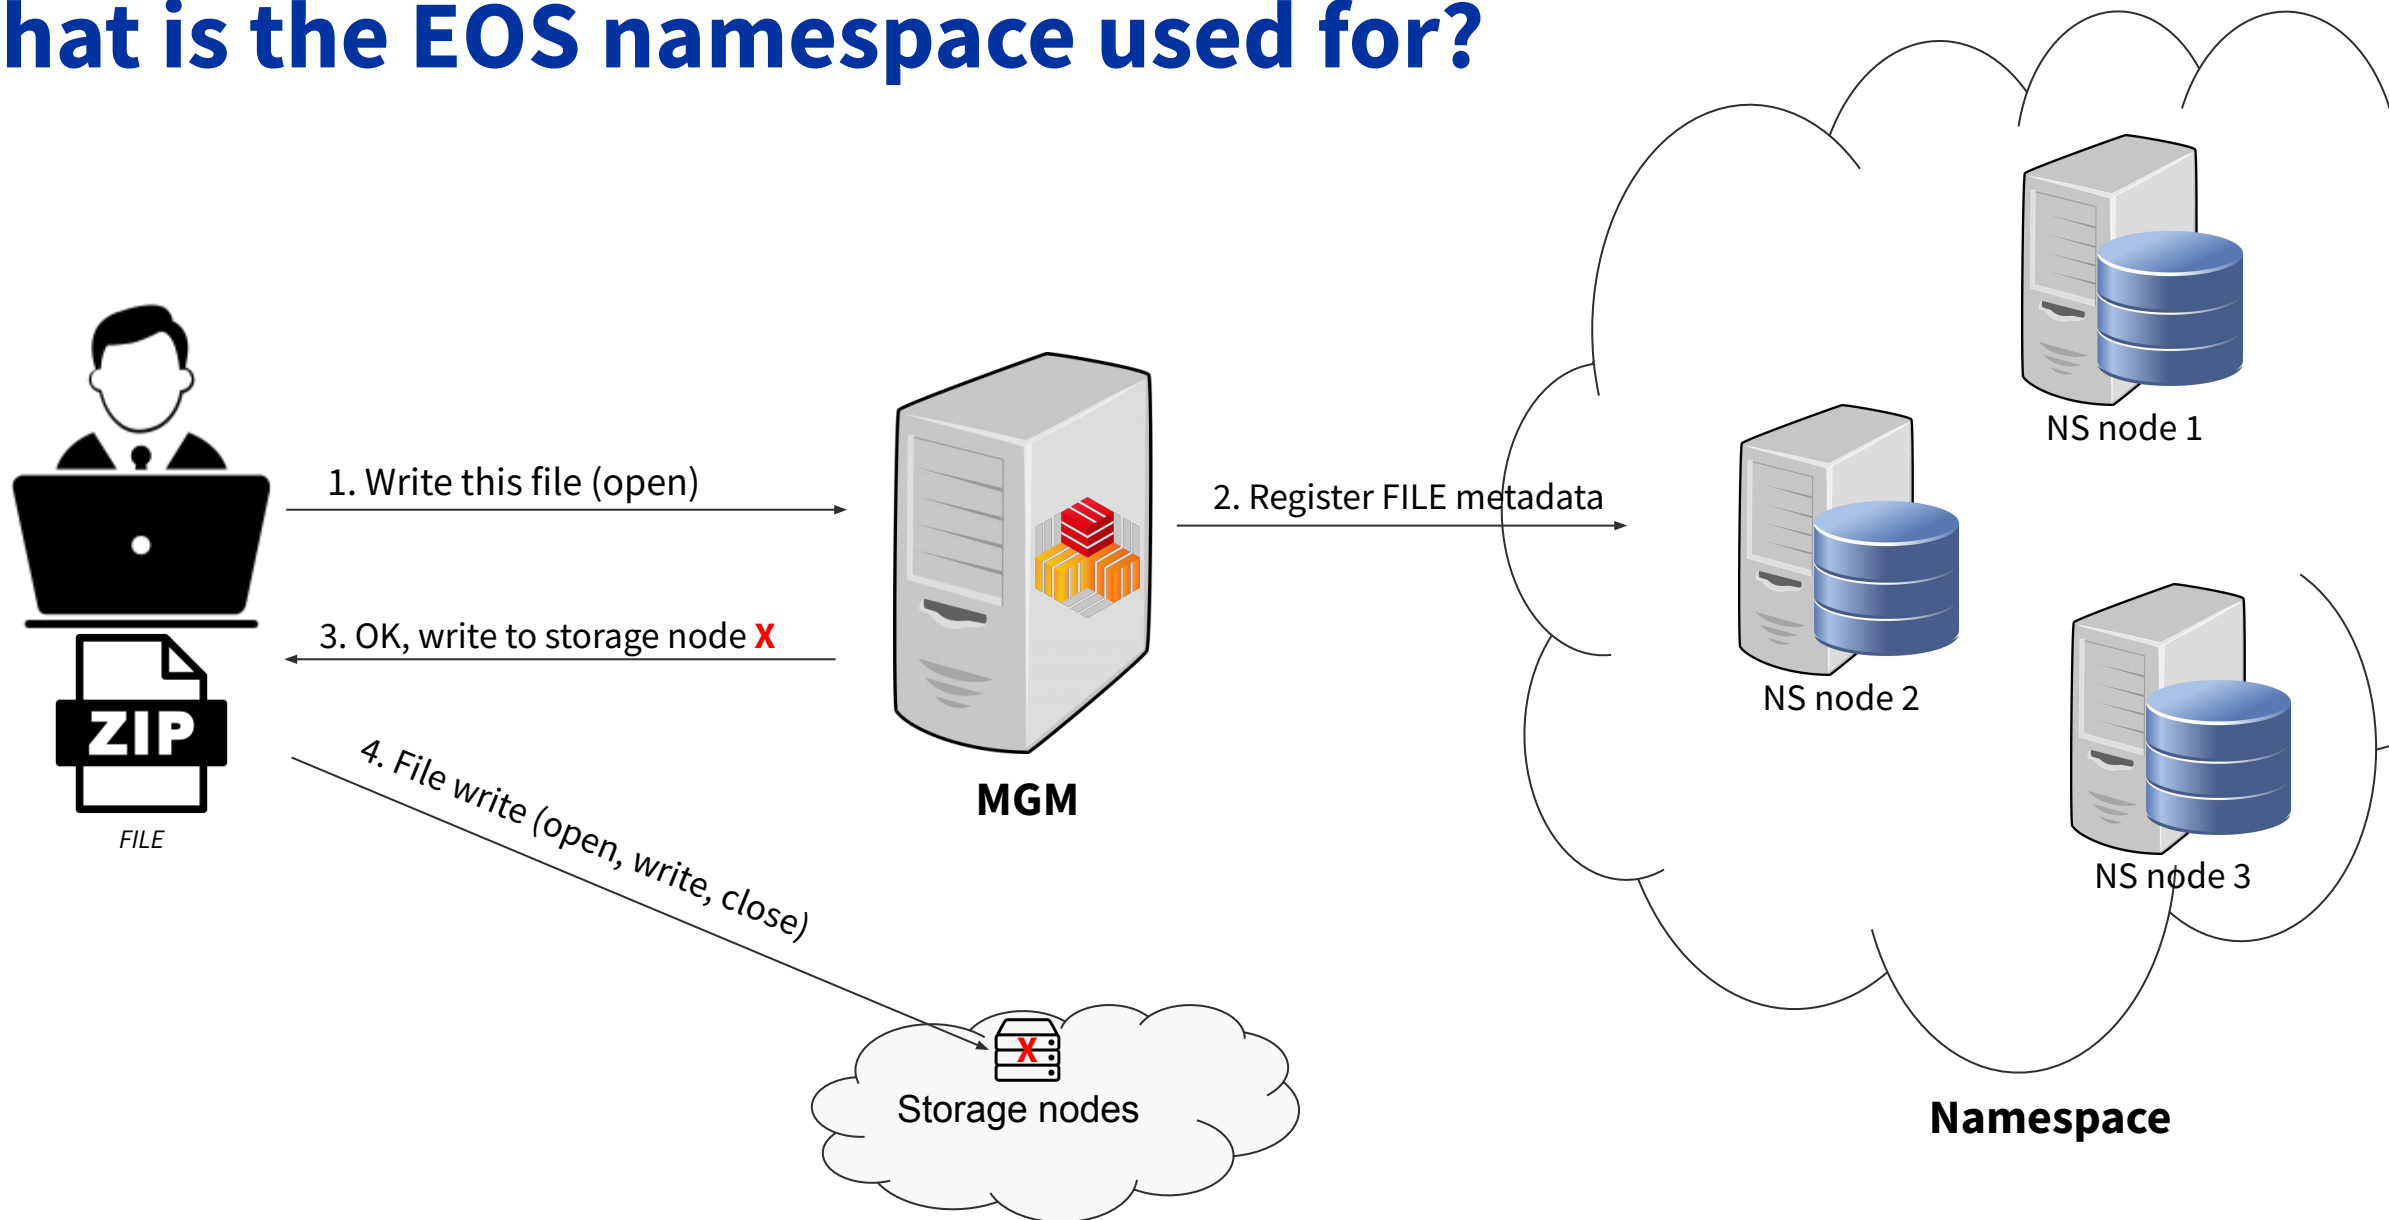 hat is the EOS namespace used for?
1. Write this file (open)
2. Register FILE metadata
3. OK, write to storage node X
4. File write (open, write, close)
ZIP
FILE
MGM
NS node 1
NS node 2
NS node 3
X
Storage nodes
Namespace